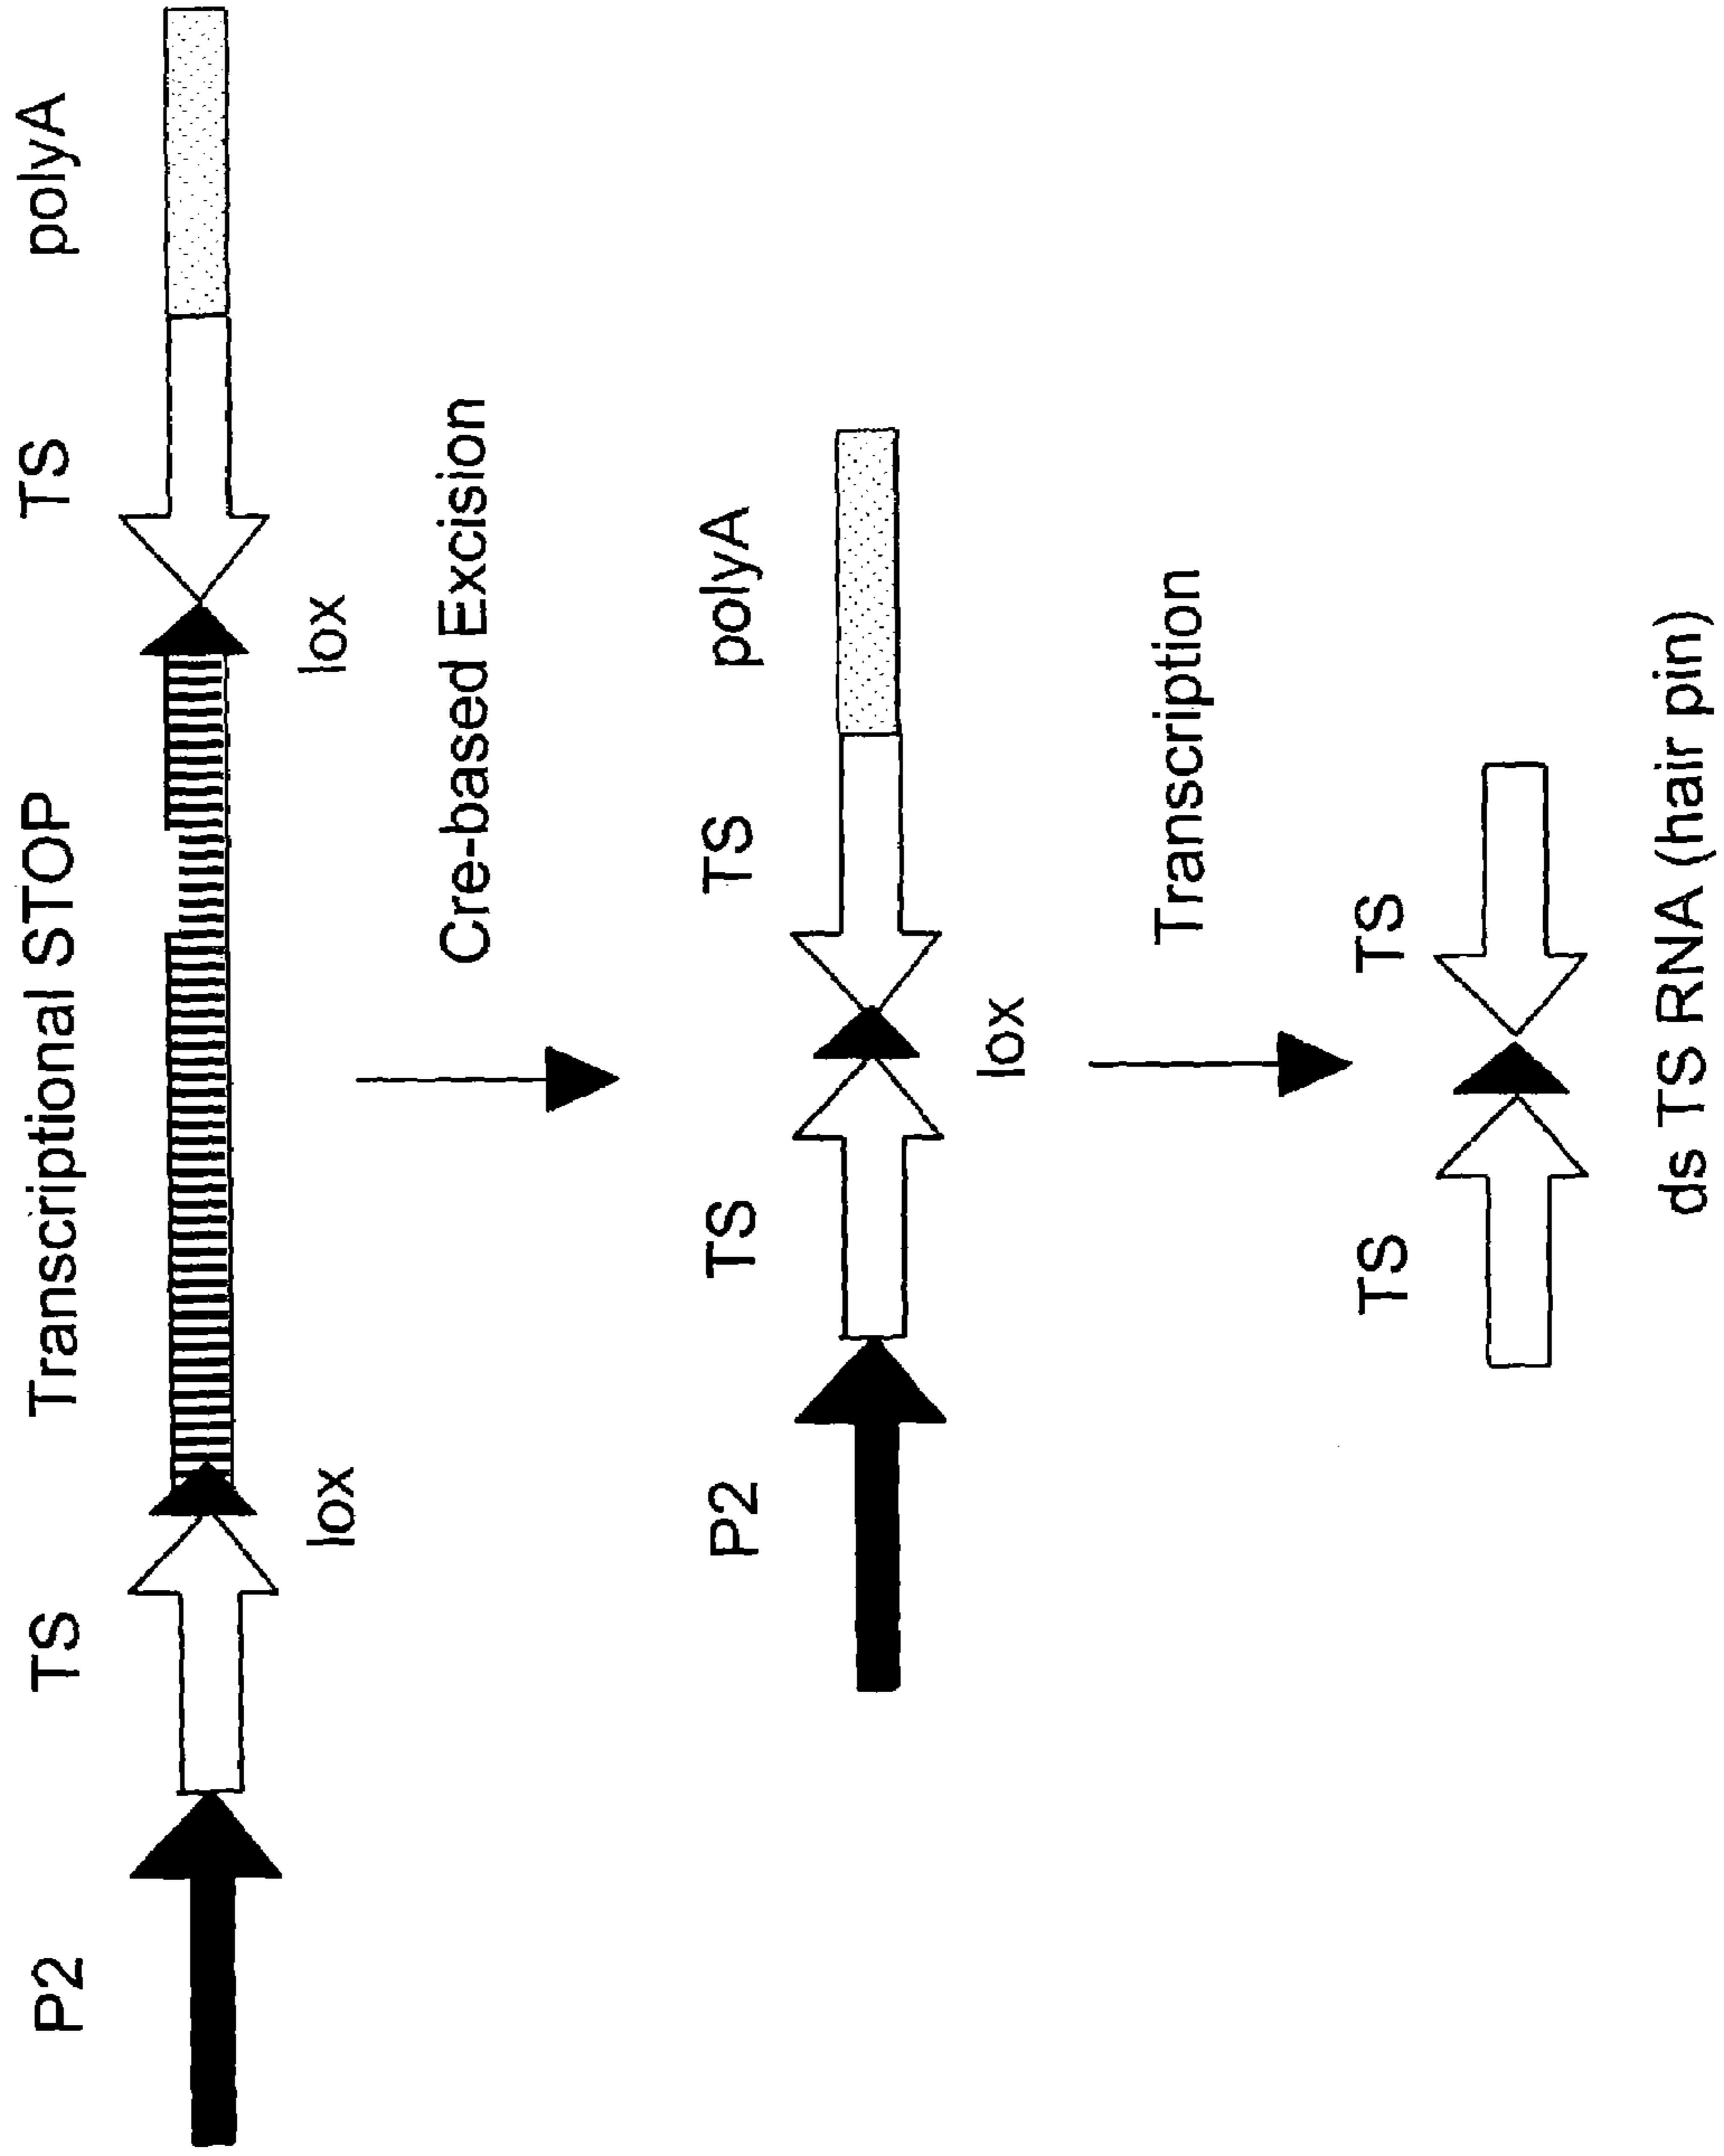 P2 TS Transcriptional STOP TS polyA
lox lox
Cre-based Excision
P2 TS TS polyA
lox
Transcription
TS TS
ds TS RNA (hair pin)